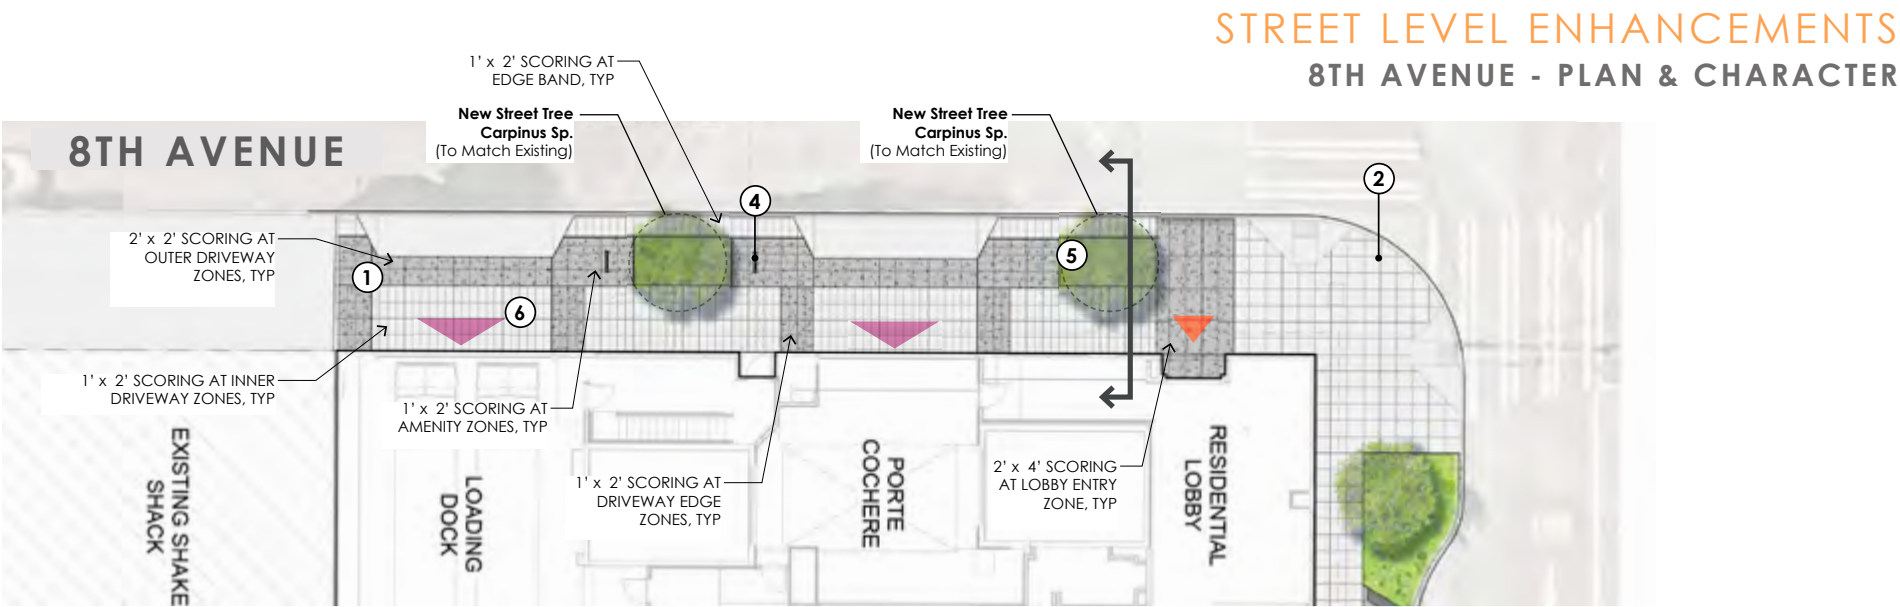 STREET LEVEL ENHANCEMENTS
8TH AVENUE - PLAN & CHARACTER
1' x 2' SCORING AT
EDGE BAND, TYP
New Street Tree
Carpinus Sp.
(To Match Existing)
New Street Tree
Carpinus Sp.
(To Match Existing)
8TH AVENUE
2
4
5
1
6
2' x 2' SCORING AT
OUTER DRIVEWAY
ZONES, TYP
1' x 2' SCORING AT INNER
DRIVEWAY ZONES, TYP
1' x 2' SCORING AT
AMENITY ZONES, TYP
1' x 2' SCORING AT
DRIVEWAY EDGE
ZONES, TYP
2' x 4' SCORING
AT LOBBY ENTRY
ZONE, TYP
EXISTING SHAKE
SHACK
LOADING
DOCK
PORTE
COCHERE
RESIDENTIAL
LOBBY